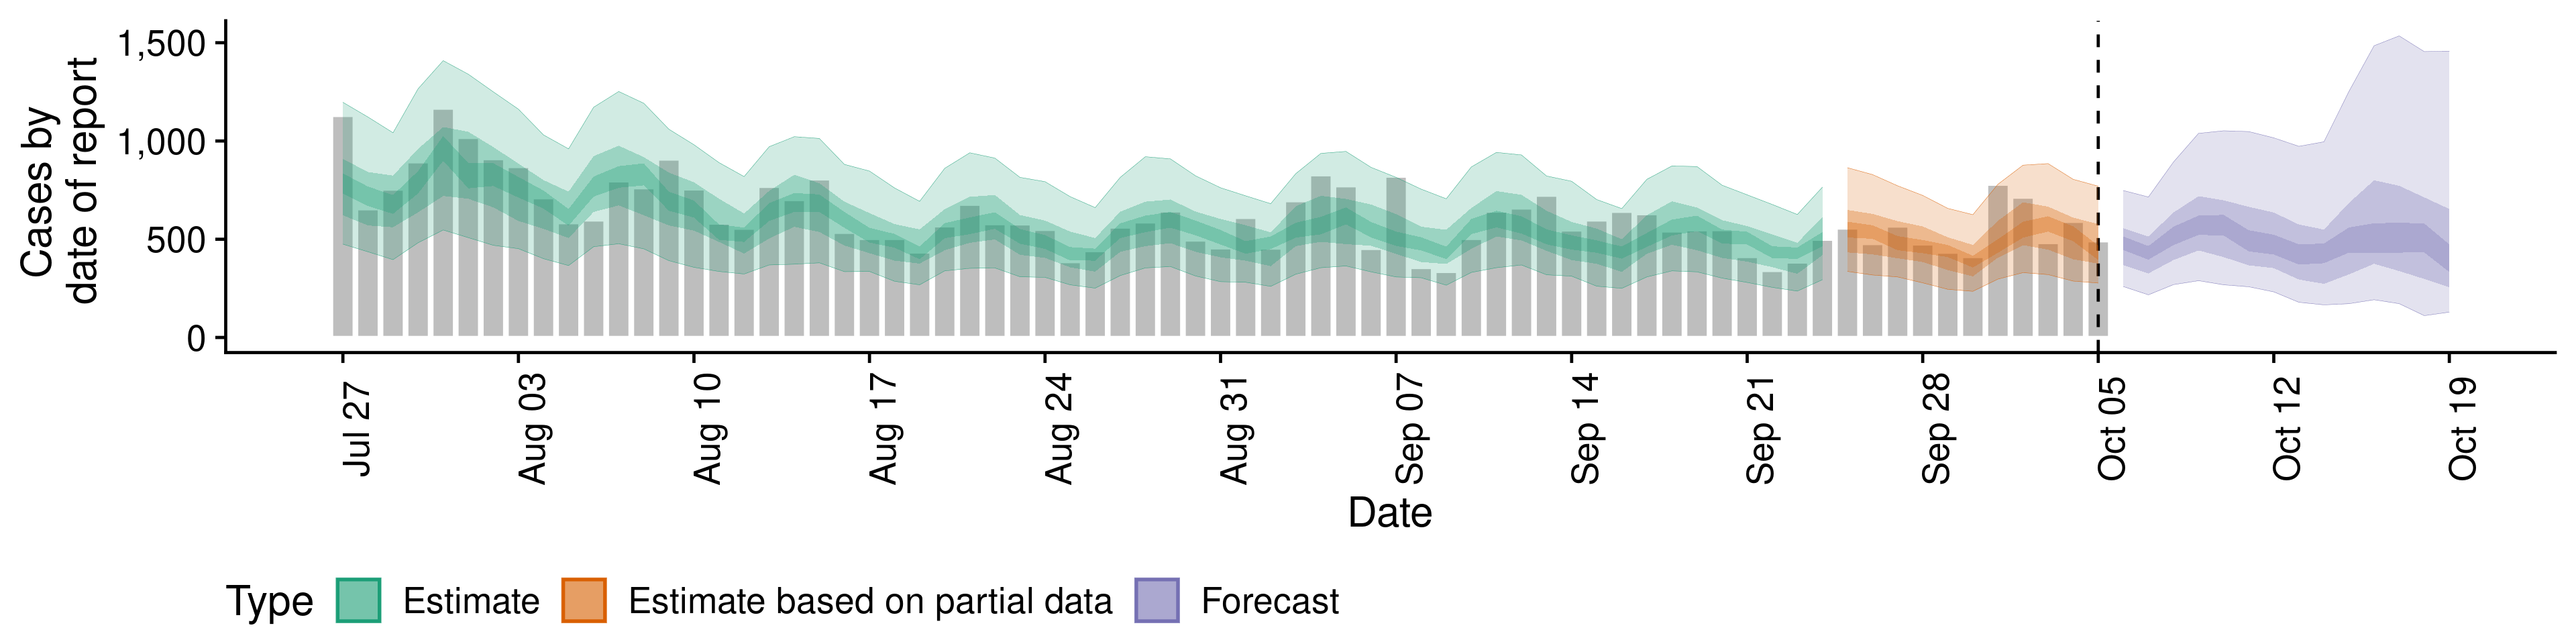 Cases by
date of report
1,500
1,000
500
0
Jul 27
Aug 03
Aug 10
Aug 17
Aug 24
Aug 31
Sep 07
Sep 14
Sep 21
Sep 28
Oct 05
Oct 12
Oct 19
Date
Type Estimate Estimate based on partial data Forecast